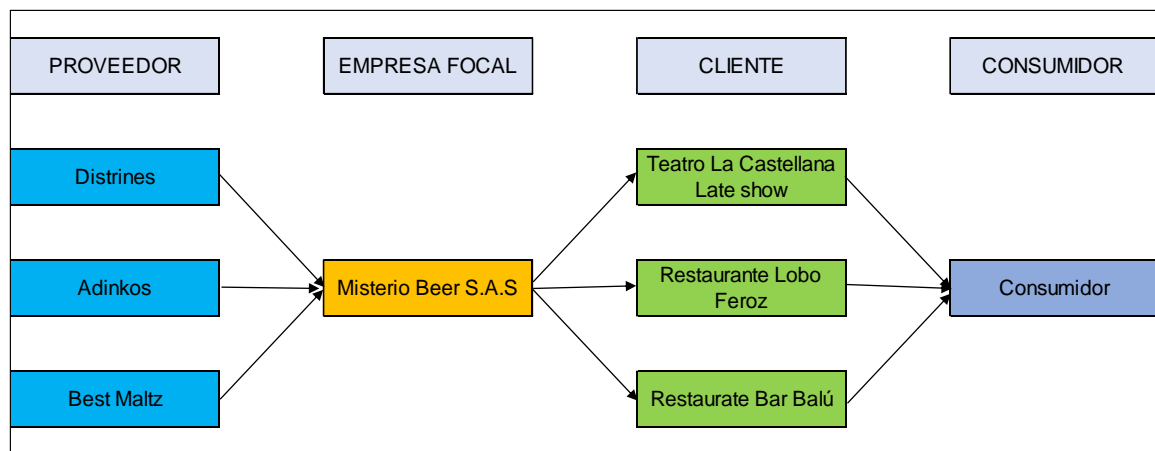 PROVEEDOR
EMPRESA FOCAL
CLIENTE
CONSUMIDOR
Distrines
Teatro La Castellana
Late show
Adinkos
Misterio Beer S.A.S
Restaurante Lobo
Feroz
Consumidor
Best Maltz
Restaurate Bar Balú